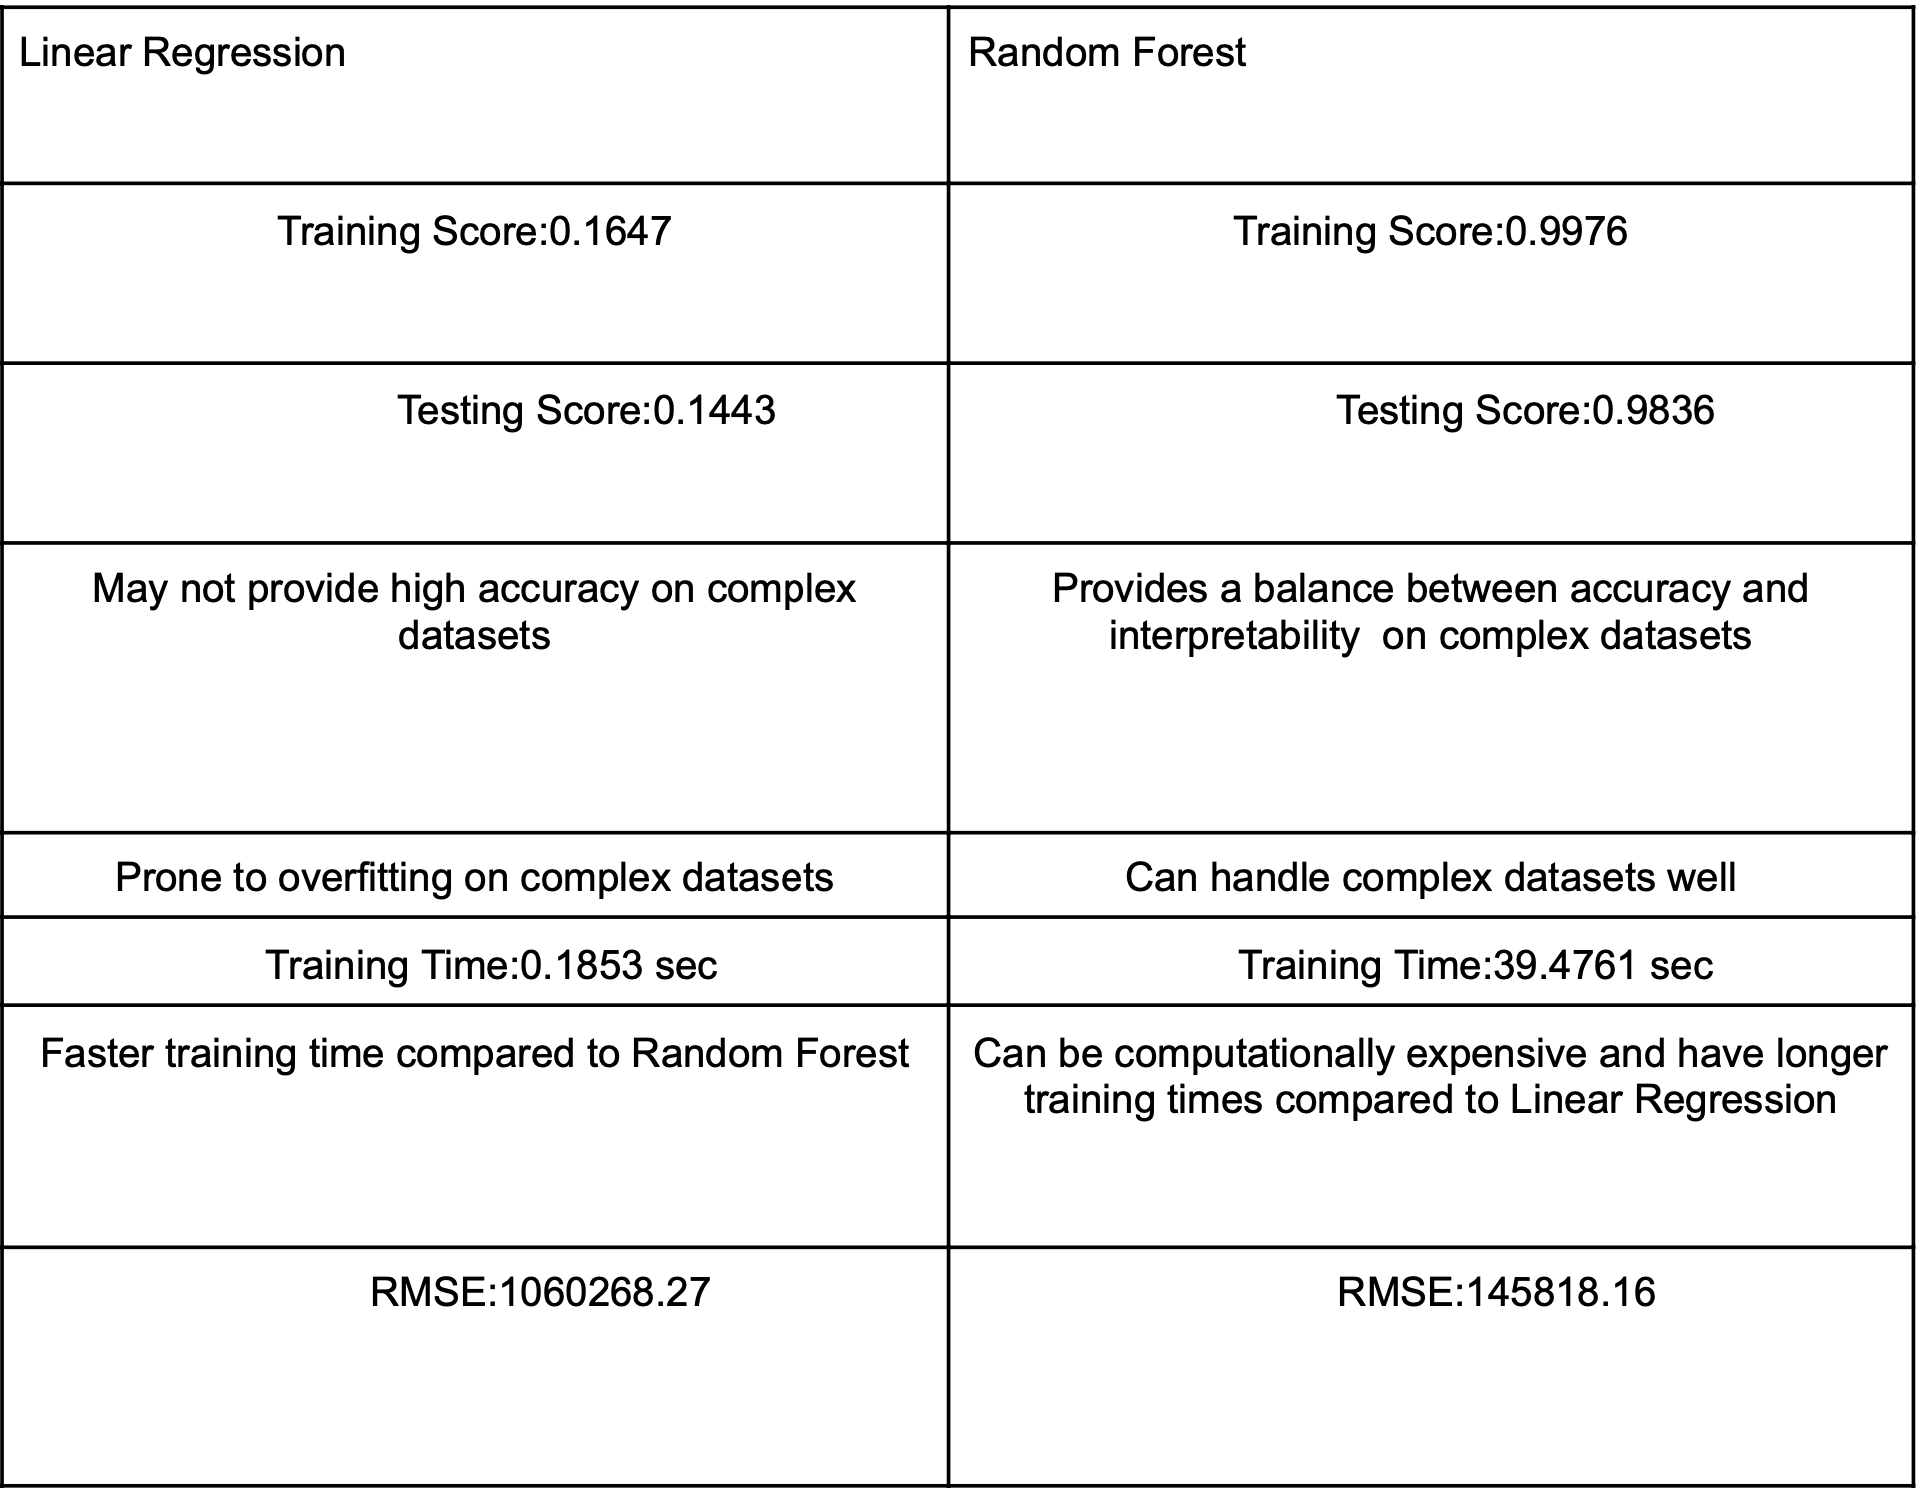 Linear Regression
Random Forest
Training Score:0.1647
Training Score:0.9976
Testing Score:0.1443
Testing Score:0.9836
May not provide high accuracy on complex
datasets
Provides a balance between accuracy and
interpretability  on complex datasets
Prone to overfitting on complex datasets
Can handle complex datasets well
Training Time:0.1853 sec
Training Time:39.4761 sec
Faster training time compared to Random Forest
Can be computationally expensive and have longer
training times compared to Linear Regression
RMSE:1060268.27
RMSE:145818.16